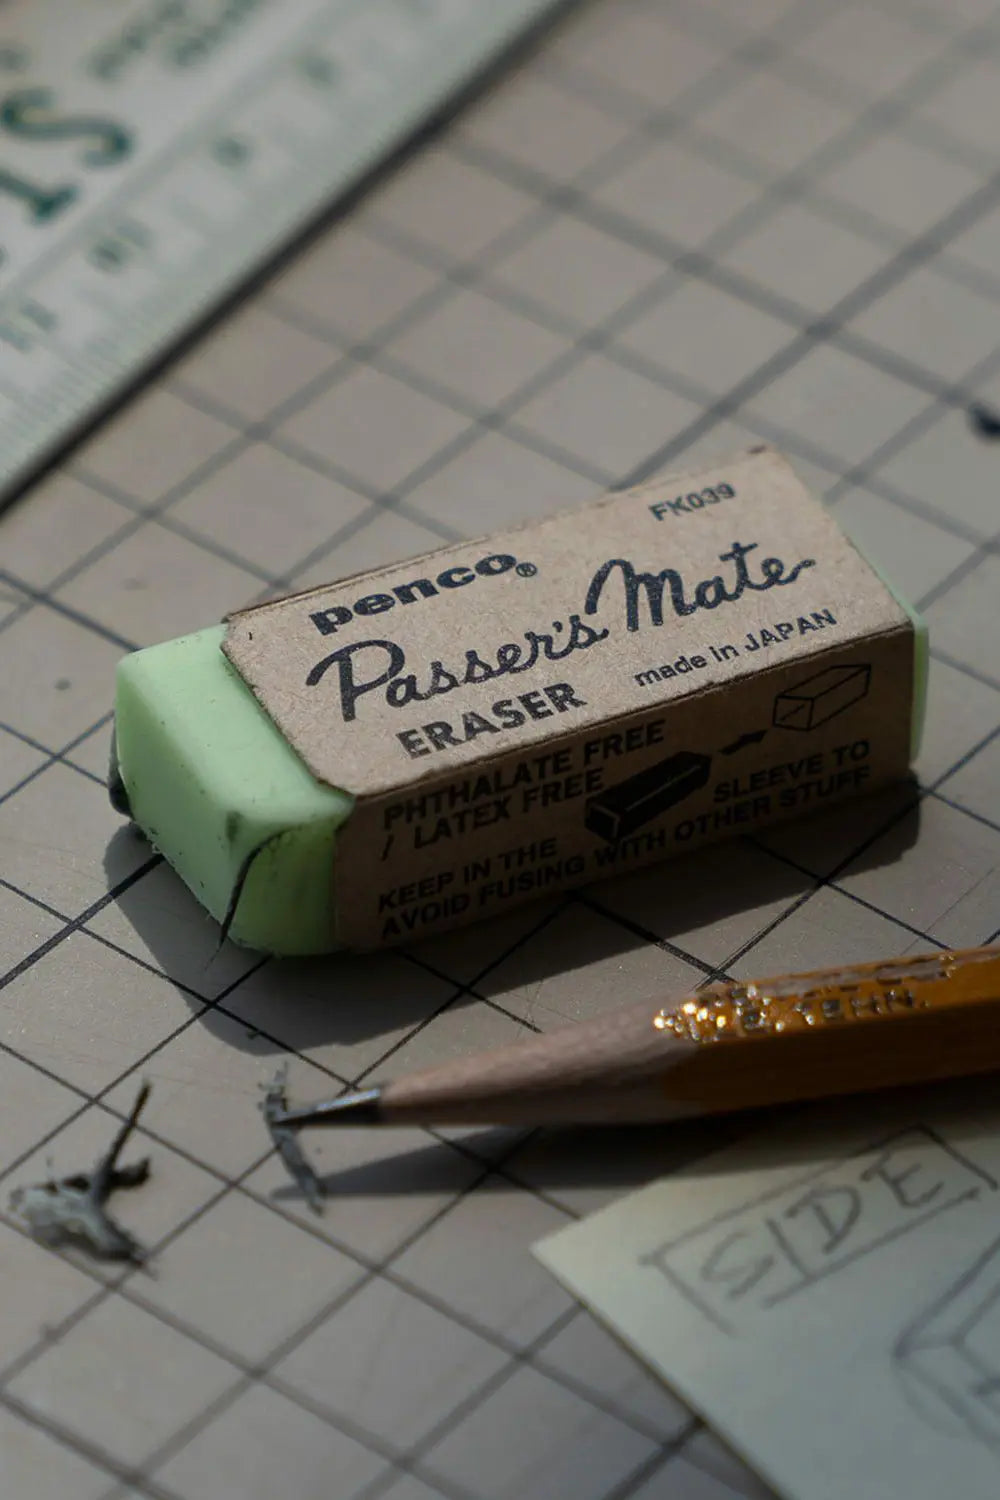 penco®
FK039
Passer's Mate
ERASER
made in JAPAN
PHTHALATE FREE
/ LATEX FREE
KEEP IN THE
SLEEVE TO
AVOID FUSING WITH OTHER STUFF
SIDE